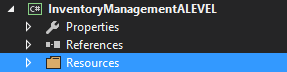 C# InventoryManagementALEVEL
Properties
References
Resources